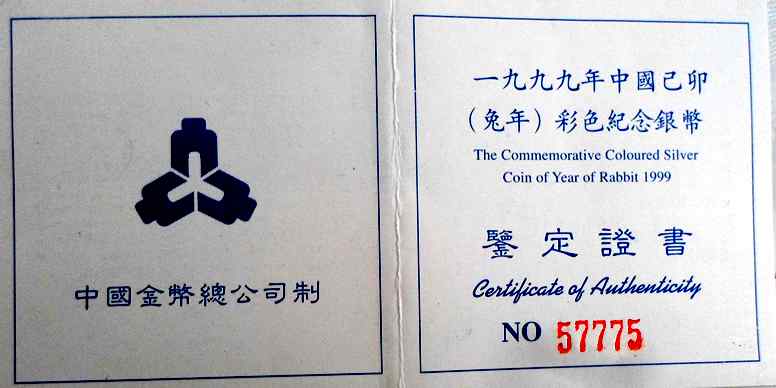 中國金幣總公司制
一九九九年中國己卯
（兔年）彩色紀念銀幣
The Commemorative Coloured Silver
Coin of Year of Rabbit 1999
鑒定證書
Certificate of Authenticity
NO 57775